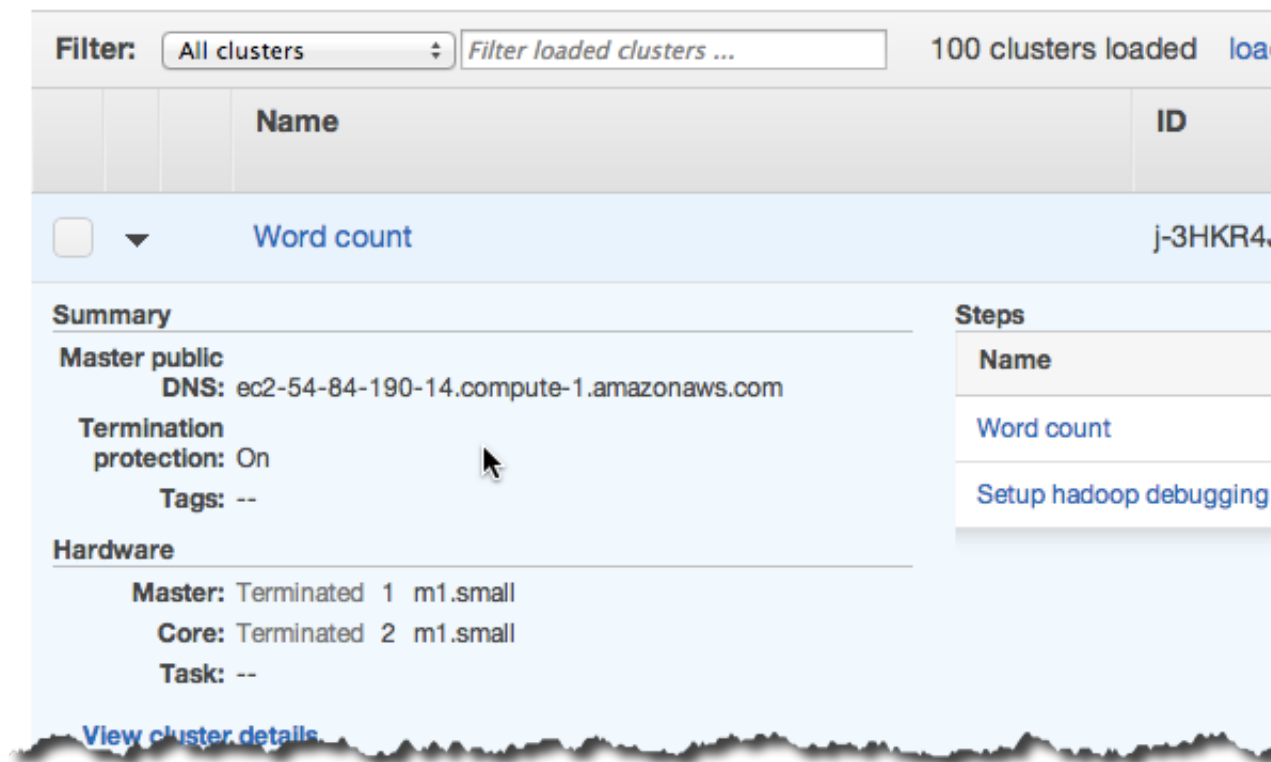 Filter: All clusters Filter loaded clusters ... 100 clusters loaded
Name ID
Word count
Summary
Master public
DNS: ec2-54-84-190-14.compute-1.amazonaws.com
Termination
protection: On
Tags: --
Hardware
Master: Terminated 1 m1.small
Core: Terminated 2 m1.small
Task: --
View cluster details
Steps
Name
Word count
Setup hadoop debugging